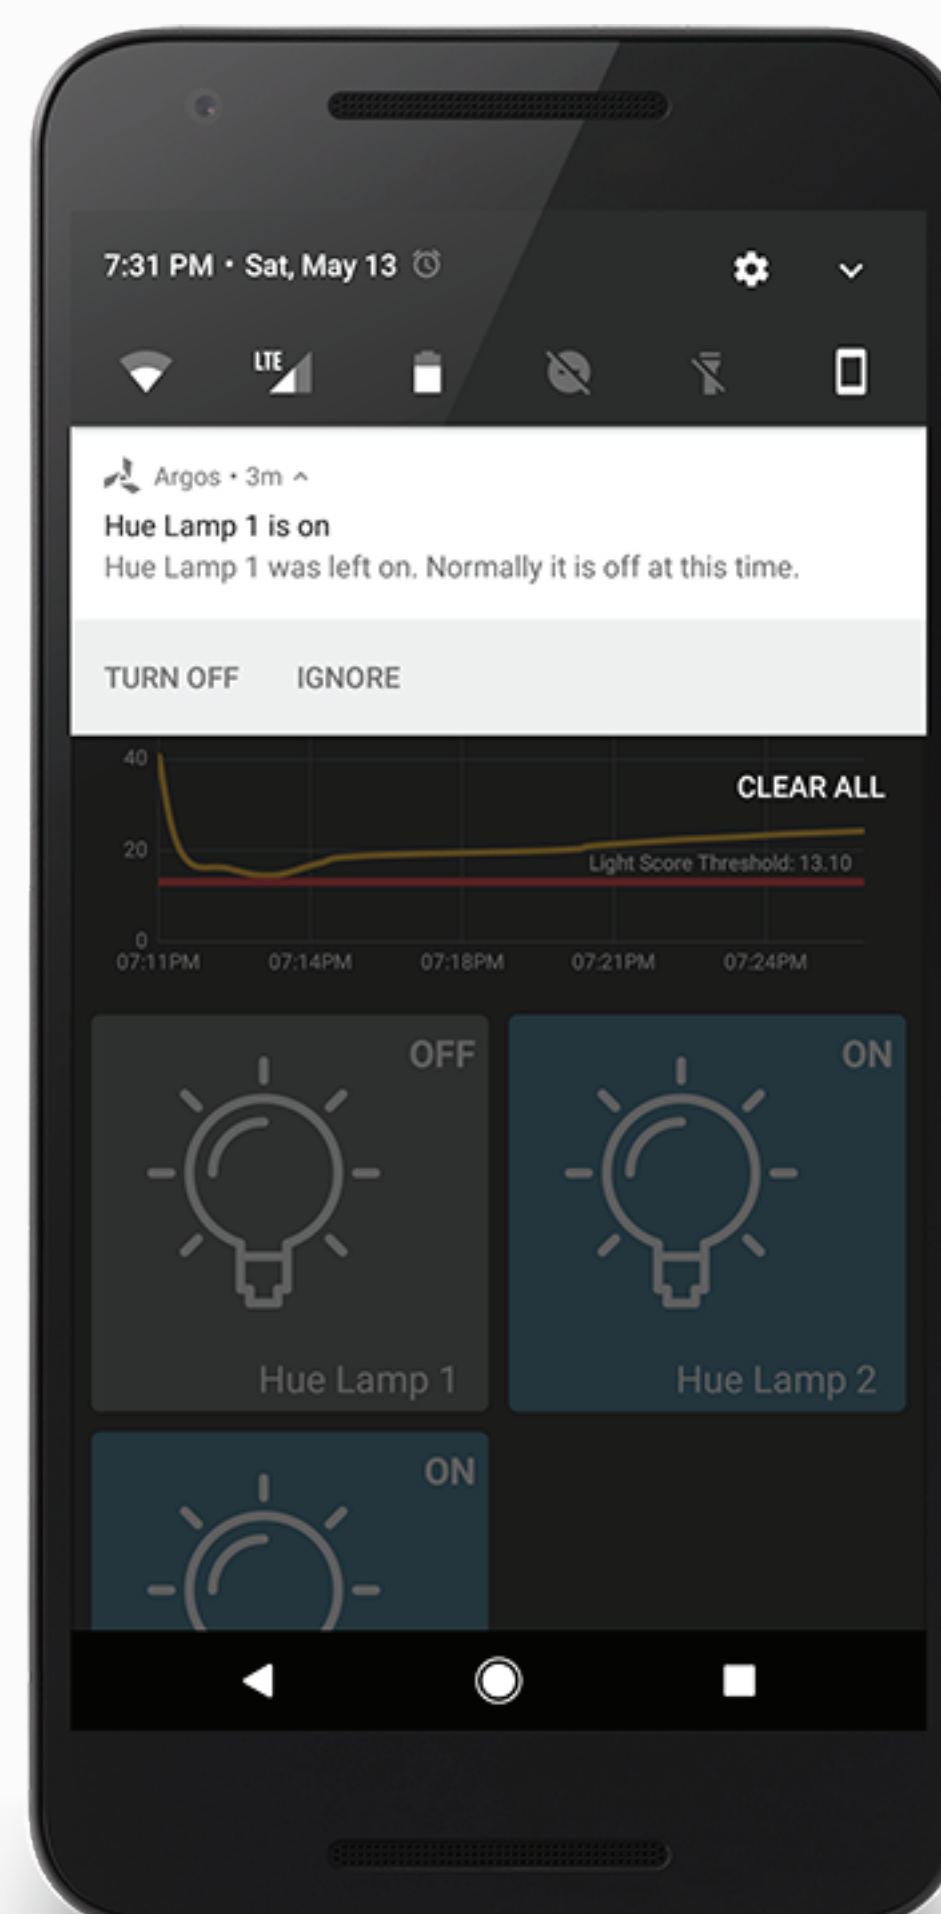 7:31 PM • Sat, May 13
LTE
Argos • 3m
Hue Lamp 1 is on
Hue Lamp 1 was left on. Normally it is off at this time.
TURN OFF IGNORE
40
CLEAR ALL
20
Light Score Threshold: 13.10
0
07:11PM 07:14PM 07:18PM 07:21PM 07:24PM
OFF ON
Hue Lamp 1 Hue Lamp 2
ON